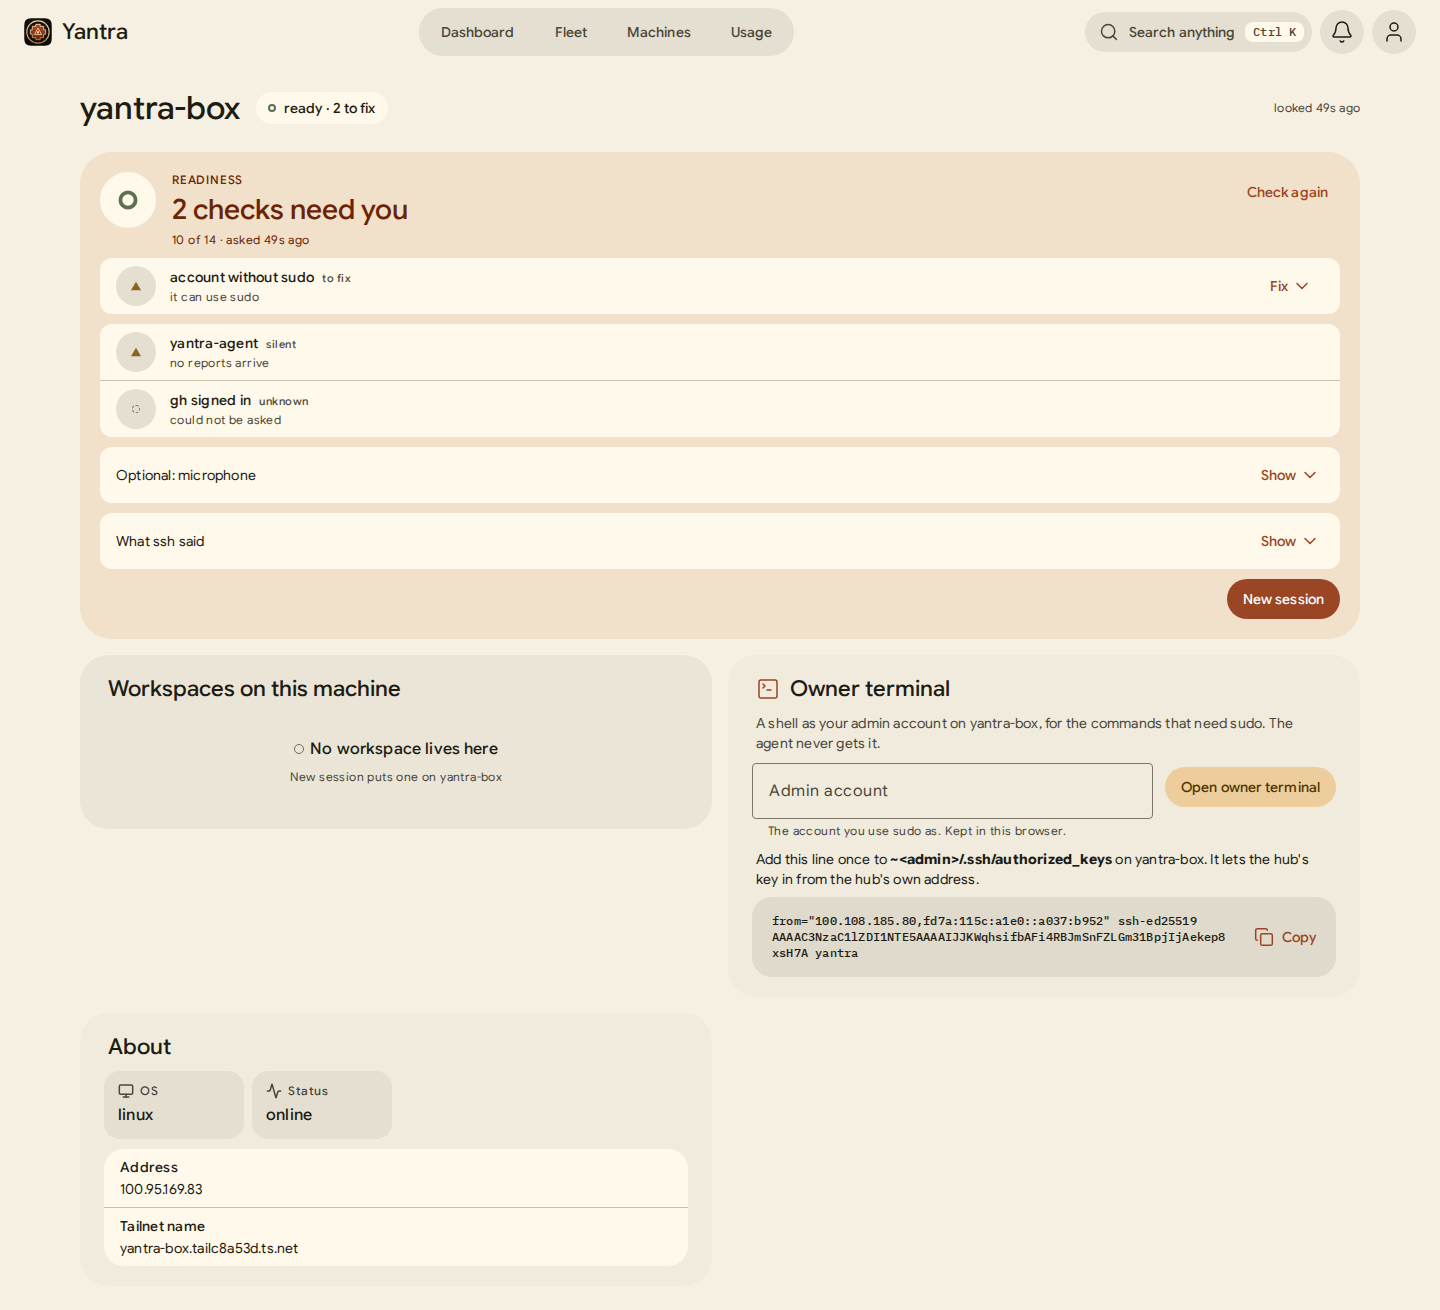 Yantra
Dashboard
Fleet
Machines
Usage
Search anything
Ctrl K
yantra-box
ready · 2 to fix
looked 49s ago
READINESS
2 checks need you
10 of 14 · asked 49s ago
Check again
account without sudo to fix
it can use sudo
Fix
yantra-agent silent
no reports arrive
gh signed in unknown
could not be asked
Optional: microphone
Show
What ssh said
Show
New session
Workspaces on this machine
No workspace lives here
New session puts one on yantra-box
Owner terminal
A shell as your admin account on yantra-box, for the commands that need sudo. The
agent never gets it.
Admin account
Open owner terminal
The account you use sudo as. Kept in this browser.
Add this line once to ~<admin>/.ssh/authorized_keys on yantra-box. It lets the hub's
key in from the hub's own address.
from="100.108.185.80,fd7a:115c:a1e0::a037:b952" ssh-ed25519
AAAAC3NzaC1lZDI1NTE5AAAAIJJKWqhsifbAFi4RBJmSnFZLGm31BpjIjAekep8
xsH7A yantra
Copy
About
OS
linux
Status
online
Address
100.95.169.83
Tailnet name
yantra-box.tailc8a53d.ts.net